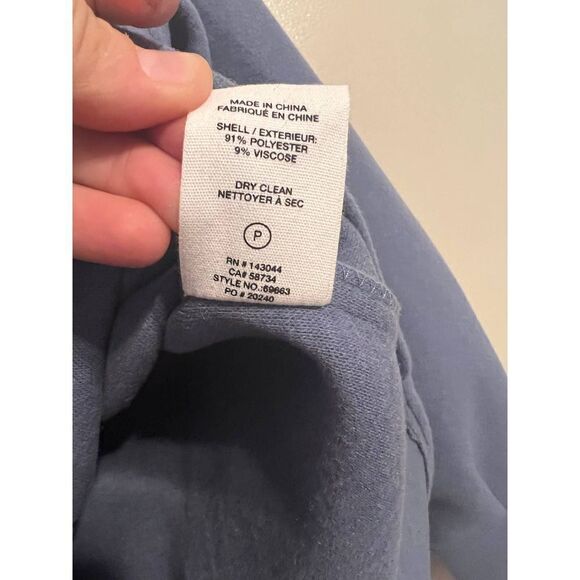 MADE IN CHINA
FABRIQUÉ EN CHINE
SHELL / EXTERIEUR:
91% POLYESTER
9% VISCOSE
DRY CLEAN
NETTOYER À SEC
P
RN # 143044
CA# 58734
STYLE NO.:69663
PO # 20240